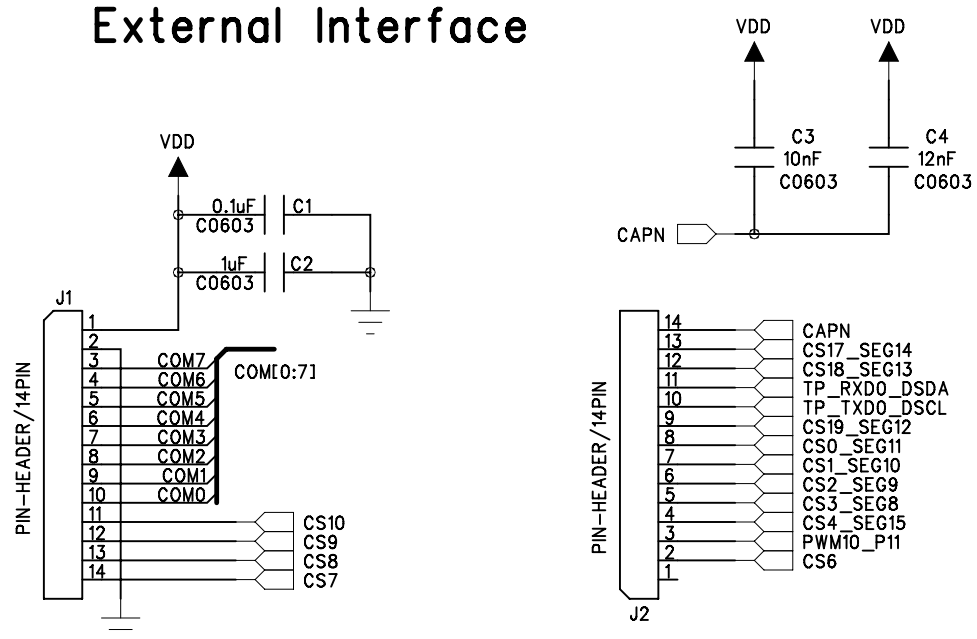 External Interface
VDD
0.1uF C1
C0603
1uF C2
C0603
J1
PIN-HEADER/14PIN
1
2
3 COM7
4 COM6
5 COM5
6 COM4
7 COM3
8 COM2
9 COM1
10 COM0
COM[0:7]
11 CS10
12 CS9
13 CS8
14 CS7
VDD
C3
10nF
C0603
VDD
C4
12nF
C0603
CAPN
PIN-HEADER/14PIN
14 CAPN
13 CS17_SEG14
12 CS18_SEG13
11 TP_RXD0_DSDA
10 TP_TXD0_DSCL
9 CS19_SEG12
8 CS0_SEG11
7 CS1_SEG10
6 CS2_SEG9
5 CS3_SEG8
4 CS4_SEG15
3 PWM10_P11
2 CS6
1
J2